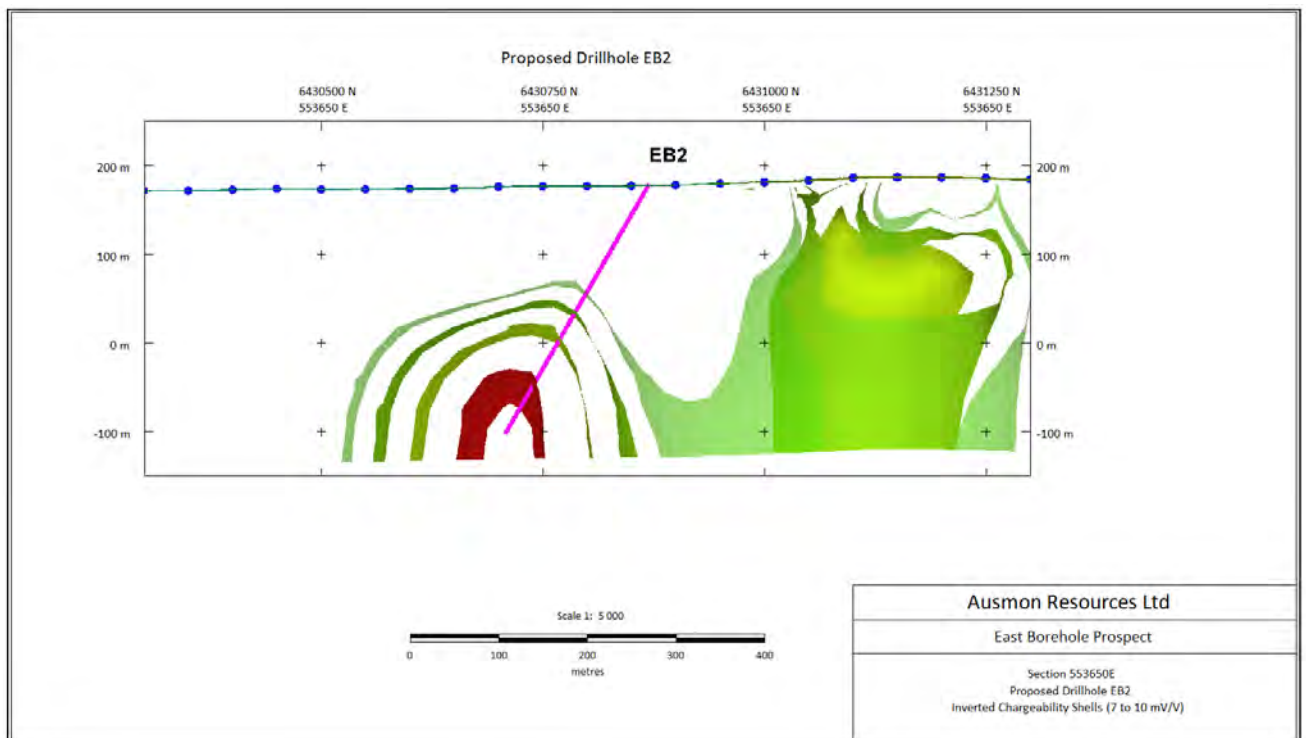 Proposed Drillhole EB2
6430500 N 6430750 N 6431000 N 6431250 N
553650 E 553650 E 553650 E 553650 E
EB2
200 m 200 m
100 m 100 m
0 m 0 m
-100 m -100 m
Scale 1: 5 000
0 100 200 300 400
metres
Ausmon Resources Ltd
East Borehole Prospect
Section 553650E
Proposed Drillhole EB2
Inverted Chargeability Shells (7 to 10 mV/V)